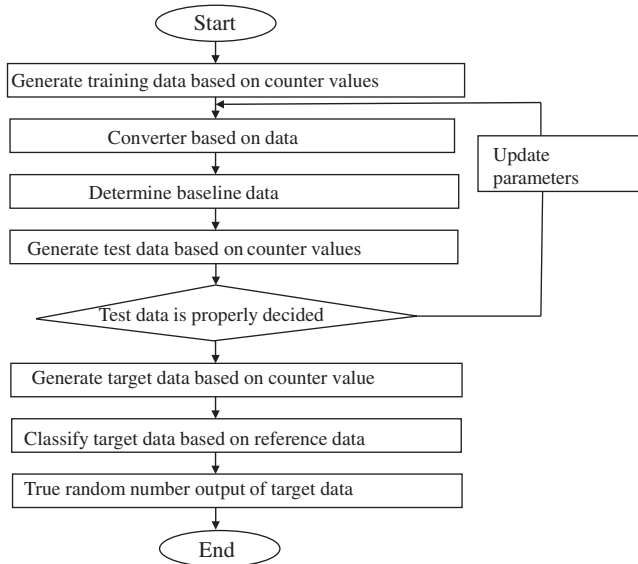 Start
Generate training data based on counter values
Converter based on data
Update
parameters
Determine baseline data
Generate test data based on counter values
Test data is properly decided
Generate target data based on counter value
Classify target data based on reference data
True random number output of target data
End